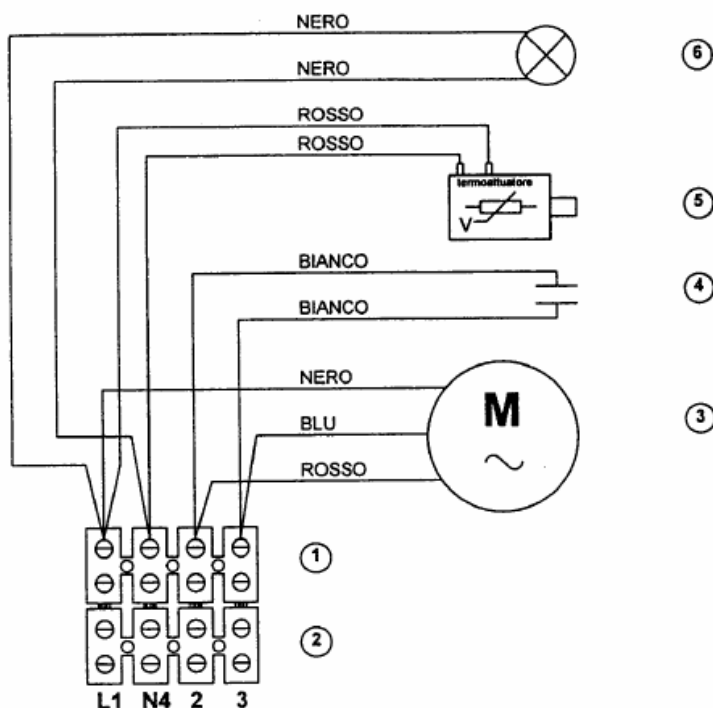 NERO
6
NERO
ROSSO
ROSSO
termoattuatore
V
5
BIANCO
4
BIANCO
NERO
M
3
BLU
ROSSO
1
2
L1 N4 2 3